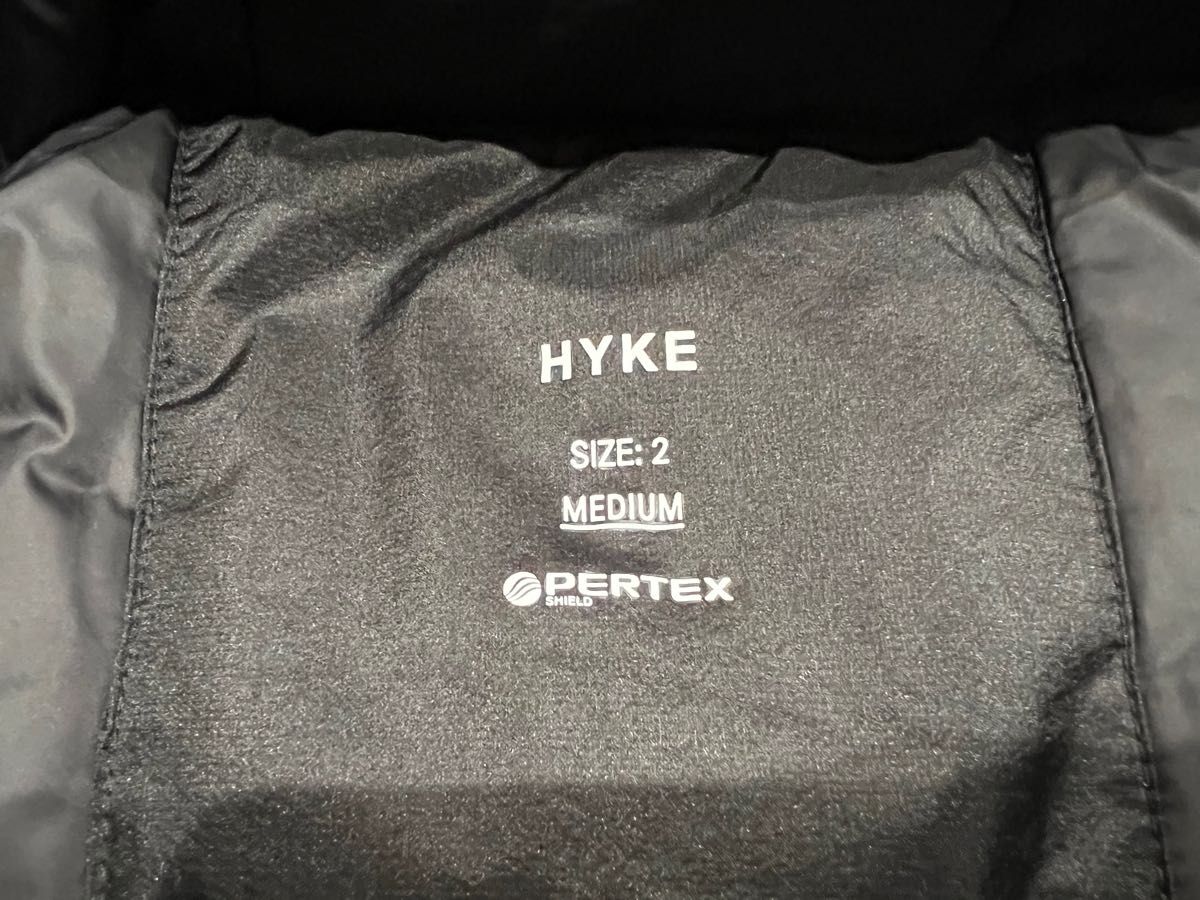 HYKE
SIZE: 2
MEDIUM
PERTEX
SHIELD